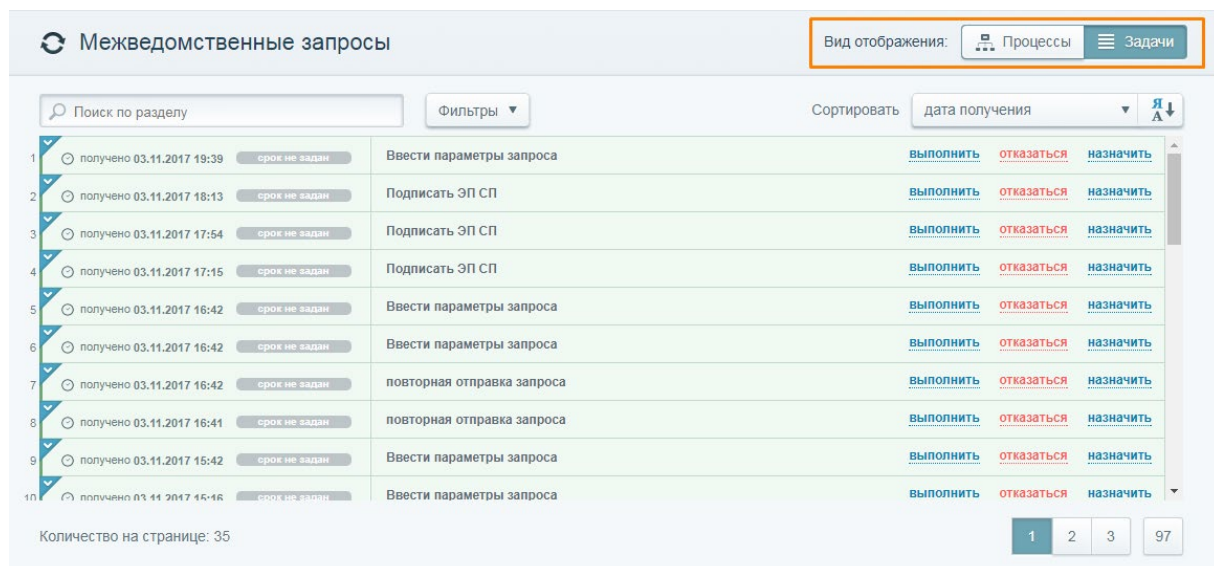 Межведомственные запросы Вид отображения: Процессы Задачи
Поиск по разделу Фильтры ▼ Сортировать дата получения ▼ Я А
1 получено 03.11.2017 19:39 срок не задан Ввести параметры запроса выполнить отказаться назначить
2 получено 03.11.2017 18:13 срок не задан Подписать ЭП СП выполнить отказаться назначить
3 получено 03.11.2017 17:54 срок не задан Подписать ЭП СП выполнить отказаться назначить
4 получено 03.11.2017 17:15 срок не задан Подписать ЭП СП выполнить отказаться назначить
5 получено 03.11.2017 16:42 срок не задан Ввести параметры запроса выполнить отказаться назначить
6 получено 03.11.2017 16:42 срок не задан Ввести параметры запроса выполнить отказаться назначить
7 получено 03.11.2017 16:42 срок не задан повторная отправка запроса выполнить отказаться назначить
8 получено 03.11.2017 16:41 срок не задан повторная отправка запроса выполнить отказаться назначить
9 получено 03.11.2017 15:42 срок не задан Ввести параметры запроса выполнить отказаться назначить
10 получено 03.11.2017 15:16 срок не задан Ввести параметры запроса выполнить отказаться назначить
Количество на странице: 35 1 2 3 97